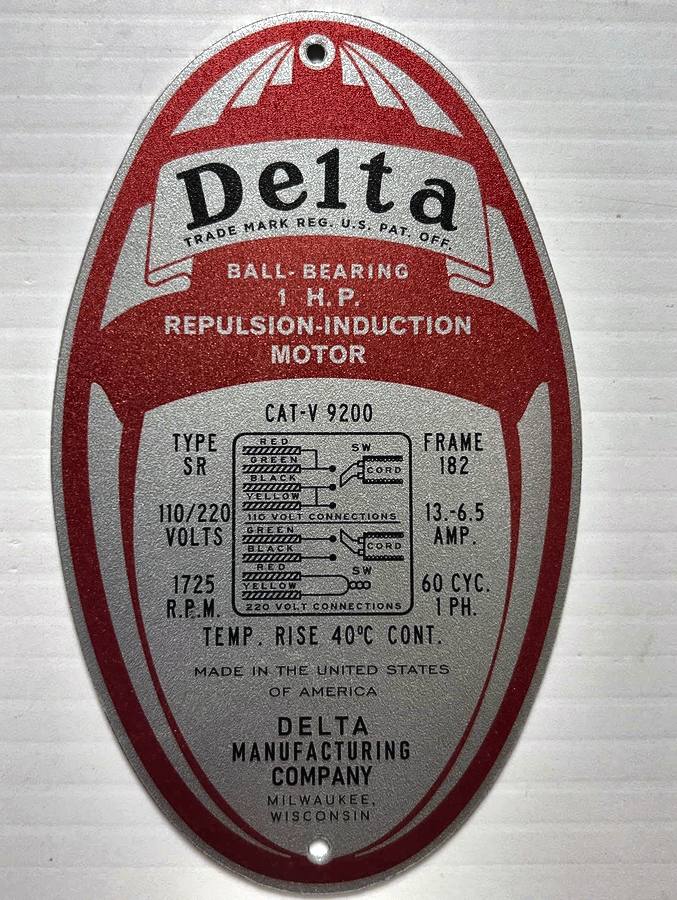 Delta
TRADE MARK REG. U.S. PAT. OFF.
BALL-BEARING
1 H.P.
REPULSION-INDUCTION
MOTOR
CAT-V 9200
TYPE
SR
110/220
VOLTS
1725
R.P.M.
RED
GREEN
BLACK
YELLOW
SW
CORD
110 VOLT CONNECTIONS
GREEN
BLACK
RED
YELLOW
CORD
SW
220 VOLT CONNECTIONS
FRAME
182
13.-6.5
AMP.
60 CYC.
1 PH.
TEMP. RISE 40°C CONT.
MADE IN THE UNITED STATES
OF AMERICA
DELTA
MANUFACTURING
COMPANY
MILWAUKEE,
WISCONSIN